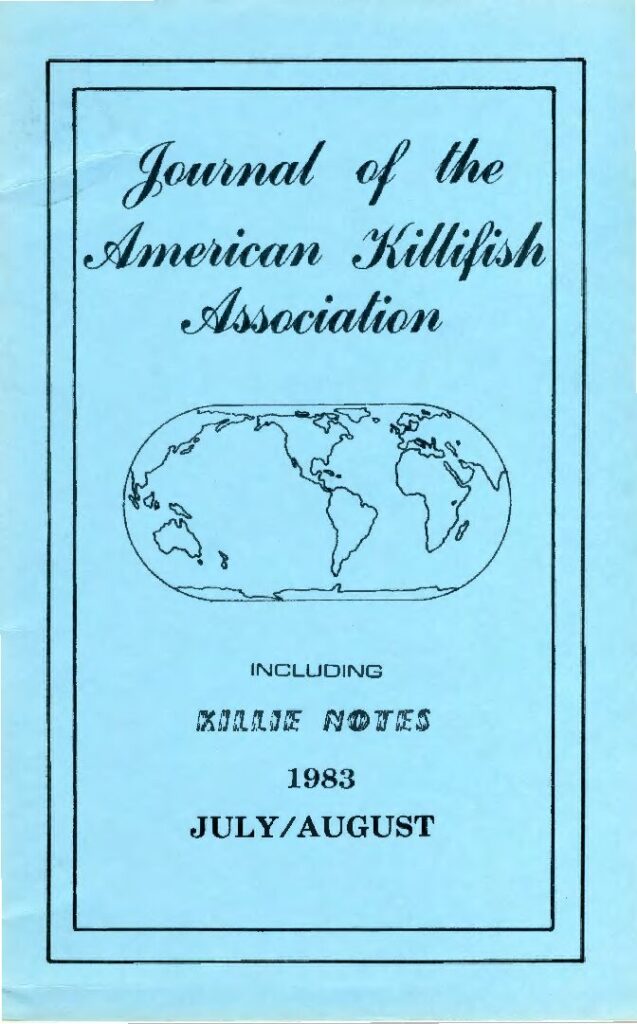 Journal of the
American Killifish
Association
INCLUDING
KILLIE NOTES
1983
JULY/AUGUST